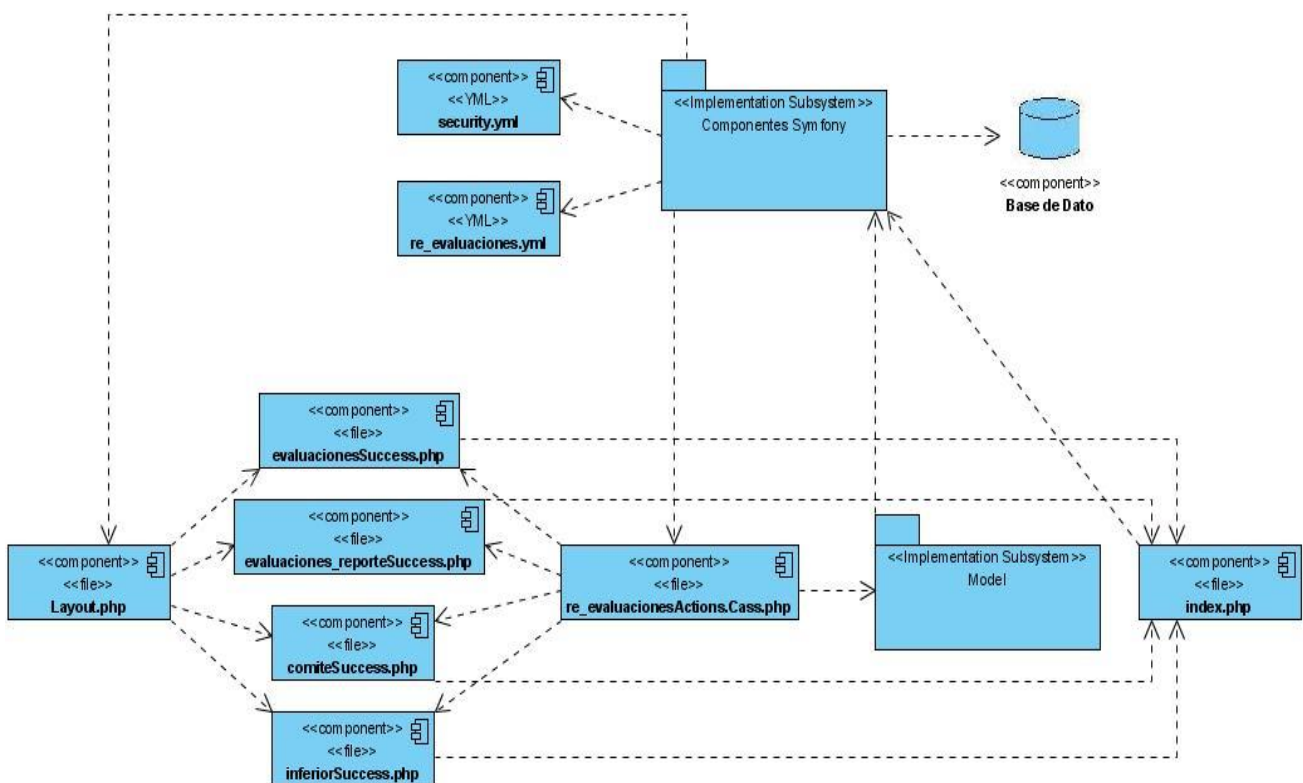 <<component>>
<<YML>>
security.yml
<<Implementation Subsystem>>
Componentes Symfony
<<component>>
Base de Dato
<<component>>
<<YML>>
re_evaluaciones.yml
<<component>>
<<file>>
evaluacionesSuccess.php
<<component>>
<<file>>
evaluaciones_reporteSuccess.php
<<component>>
<<file>>
Layout.php
<<component>>
<<file>>
re_evaluacionesActions.Cass.php
<<Implementation Subsystem>>
Model
<<component>>
<<file>>
index.php
<<component>>
<<file>>
comiteSuccess.php
<<component>>
<<file>>
inferiorSuccess.php